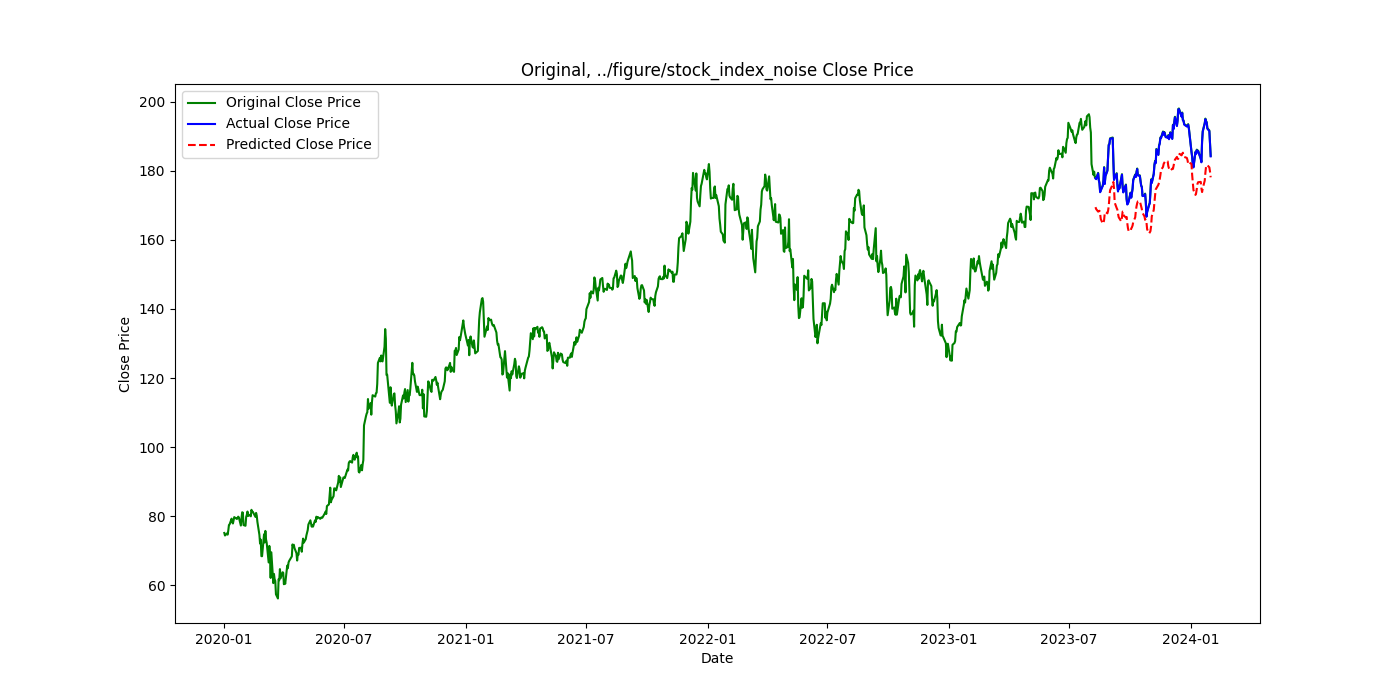 Original, ../figure/stock_index_noise Close Price
Original Close Price
Actual Close Price
Predicted Close Price
Close Price
200
180
160
140
120
100
80
60
2020-01 2020-07 2021-01 2021-07 2022-01 2022-07 2023-01 2023-07 2024-01
Date